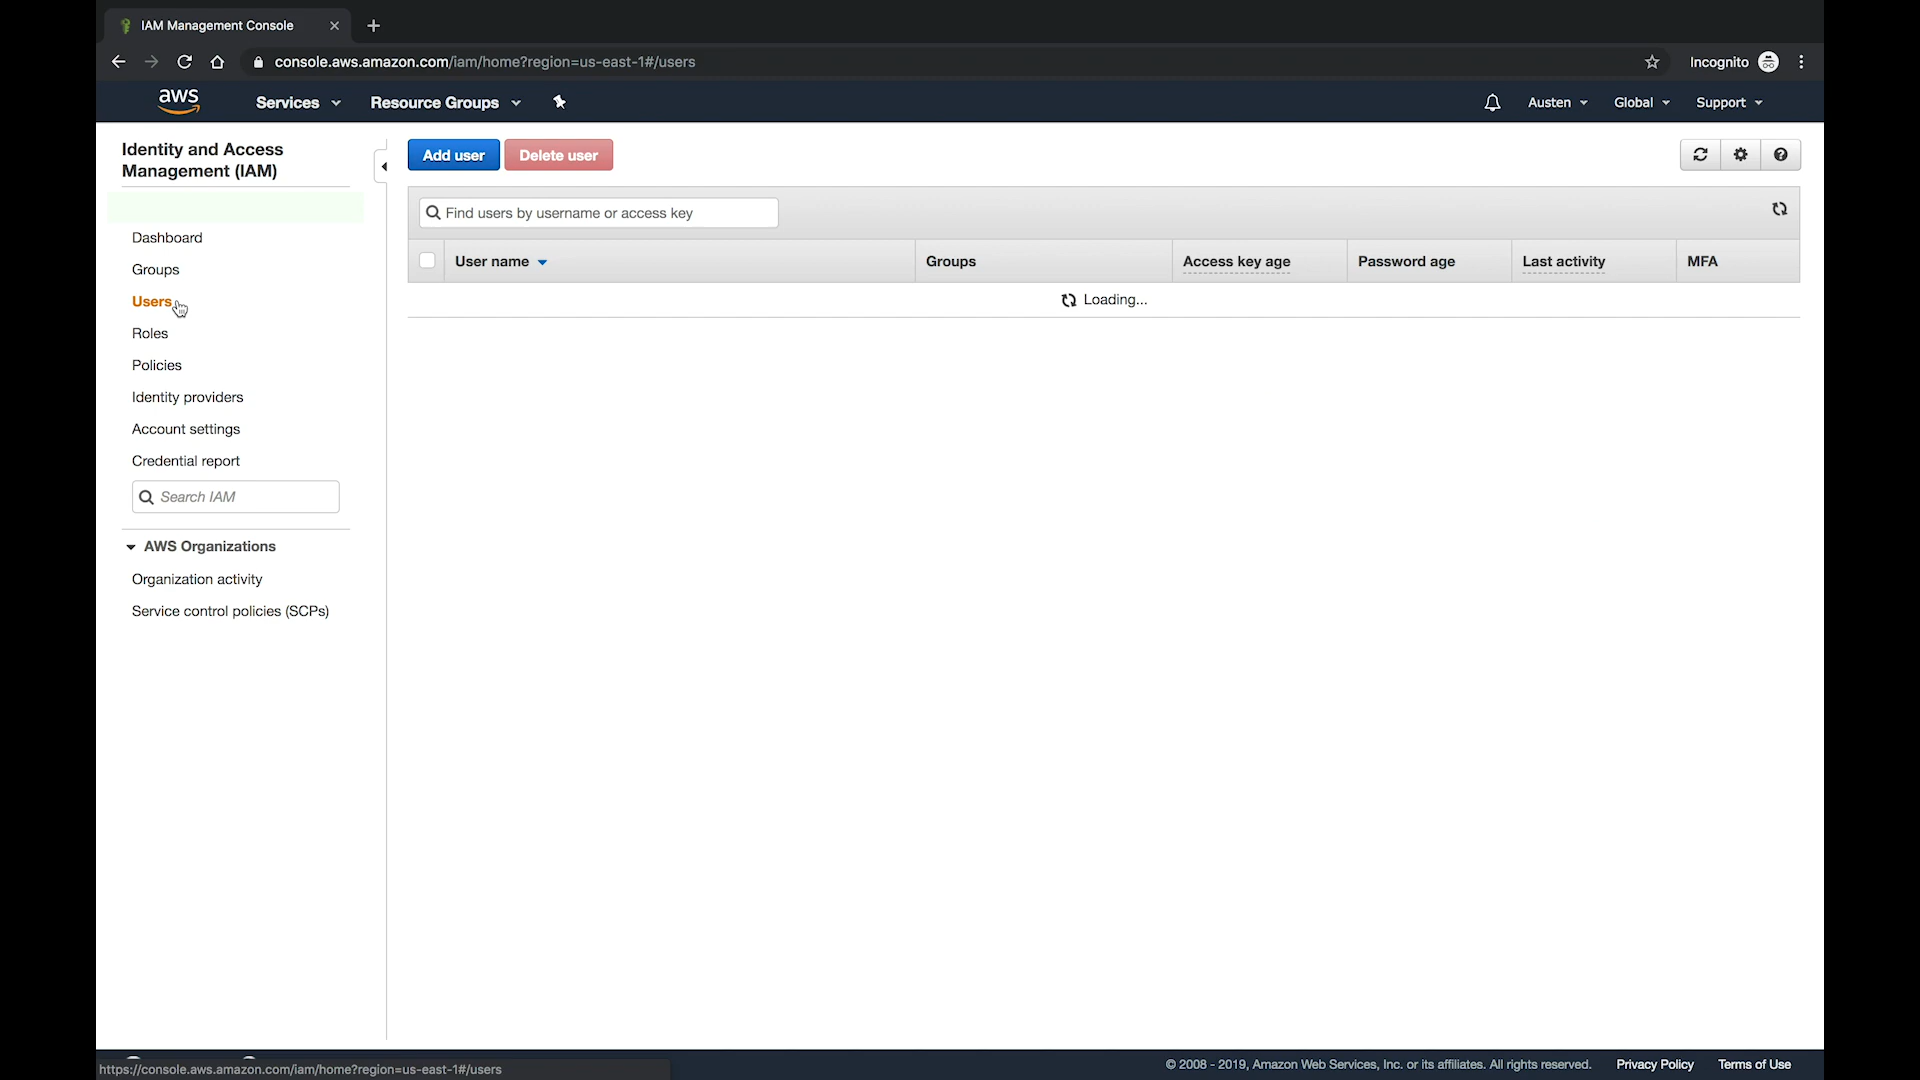 IAM Management Console
console.aws.amazon.com/iam/home?region=us-east-1#/users
Incognito
aws
Services
Resource Groups
Austen
Global
Support
Identity and Access
Management (IAM)
Dashboard
Groups
Users
Roles
Policies
Identity providers
Account settings
Credential report
Search IAM
AWS Organizations
Organization activity
Service control policies (SCPs)
Add user
Delete user
Find users by username or access key
User name
Groups
Access key age
Password age
Last activity
MFA
Loading...
https://console.aws.amazon.com/iam/home?region=us-east-1#/users
© 2008 - 2019, Amazon Web Services, Inc. or its affiliates. All rights reserved.
Privacy Policy
Terms of Use